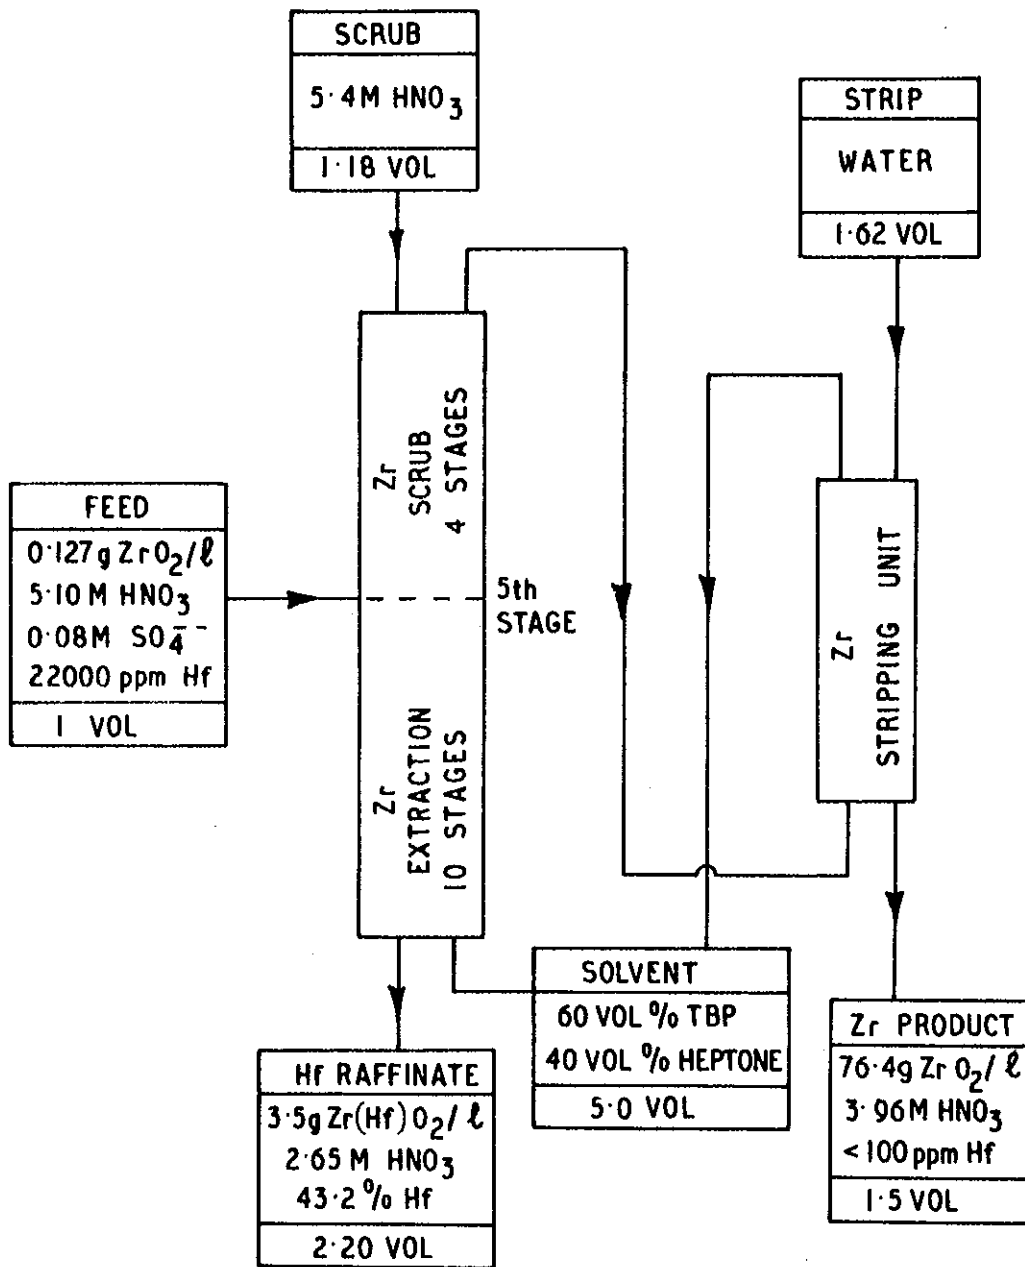 SCRUB
5.4M HNO3
1.18 VOL
STRIP
WATER
1.62 VOL
Zr
SCRUB
4 STAGES
FEED
0.127g ZrO2/ℓ
5.10 M HNO3
0.08M SO4--
22000 ppm Hf
1 VOL
5th
STAGE
Zr
EXTRACTION
10 STAGES
Zr
STRIPPING UNIT
SOLVENT
60 VOL % TBP
40 VOL % HEPTONE
5.0 VOL
Hf RAFFINATE
3.5g Zr(Hf)O2/ℓ
2.65 M HNO3
43.2 % Hf
2.20 VOL
Zr PRODUCT
76.4g ZrO2/ℓ
3.96M HNO3
<100 ppm Hf
1.5 VOL